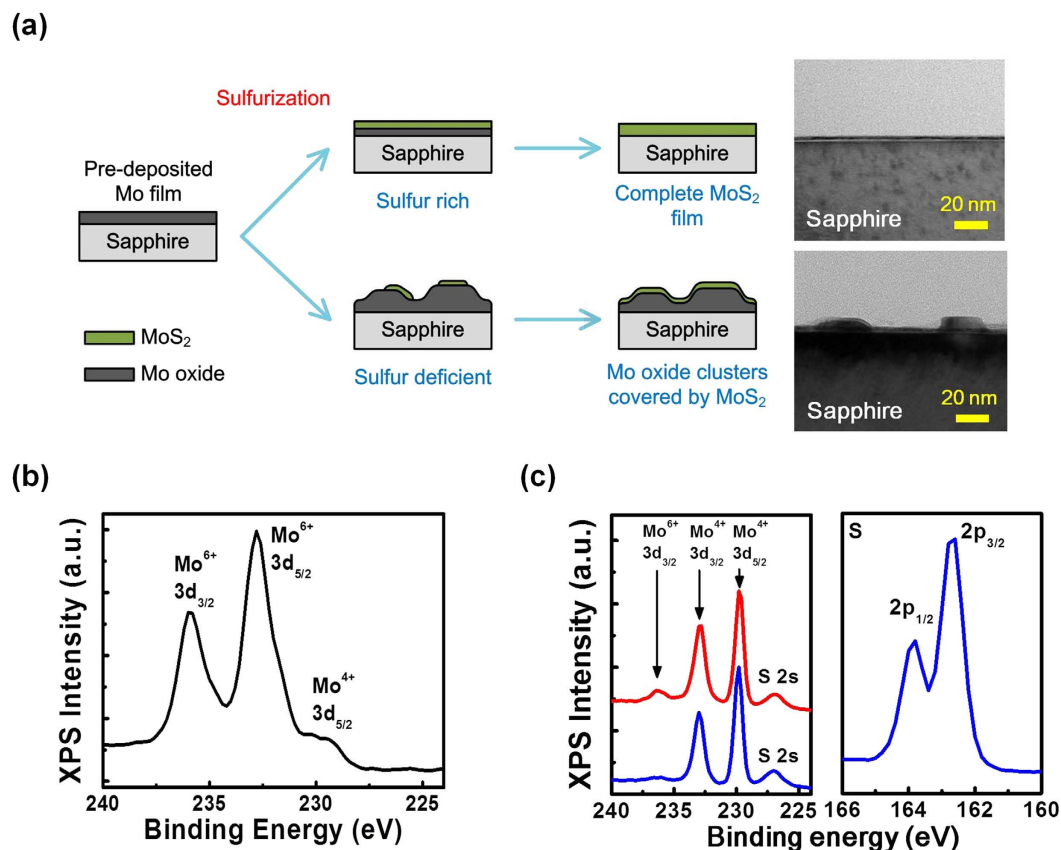 (a)
Sulfurization
Pre-deposited
Mo film
Sapphire
Sapphire
Sulfur rich
Sapphire
Complete MoS₂
film
Sapphire
20 nm
MoS₂
Mo oxide
Sapphire
Sulfur deficient
Sapphire
Mo oxide clusters
covered by MoS₂
Sapphire
20 nm
(b)
XPS Intensity (a.u.)
Mo⁶⁺
3d₃/₂
Mo⁶⁺
3d₅/₂
Mo⁴⁺
3d₅/₂
240 235 230 225
Binding Energy (eV)
(c)
XPS Intensity (a.u.)
Mo⁶⁺ Mo⁴⁺ Mo⁴⁺
3d₃/₂ 3d₃/₂ 3d₅/₂
S 2s
S 2s
240 235 230 225
S
2p₃/₂
2p₁/₂
166 164 162 160
Binding energy (eV)